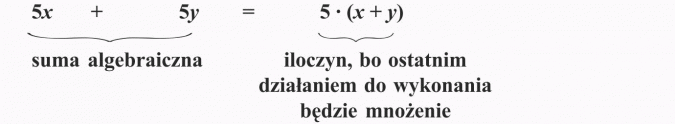 5x + 5y = 5 · (x + y)
suma algebraiczna
iloczyn, bo ostatnim
działaniem do wykonania
będzie mnożenie